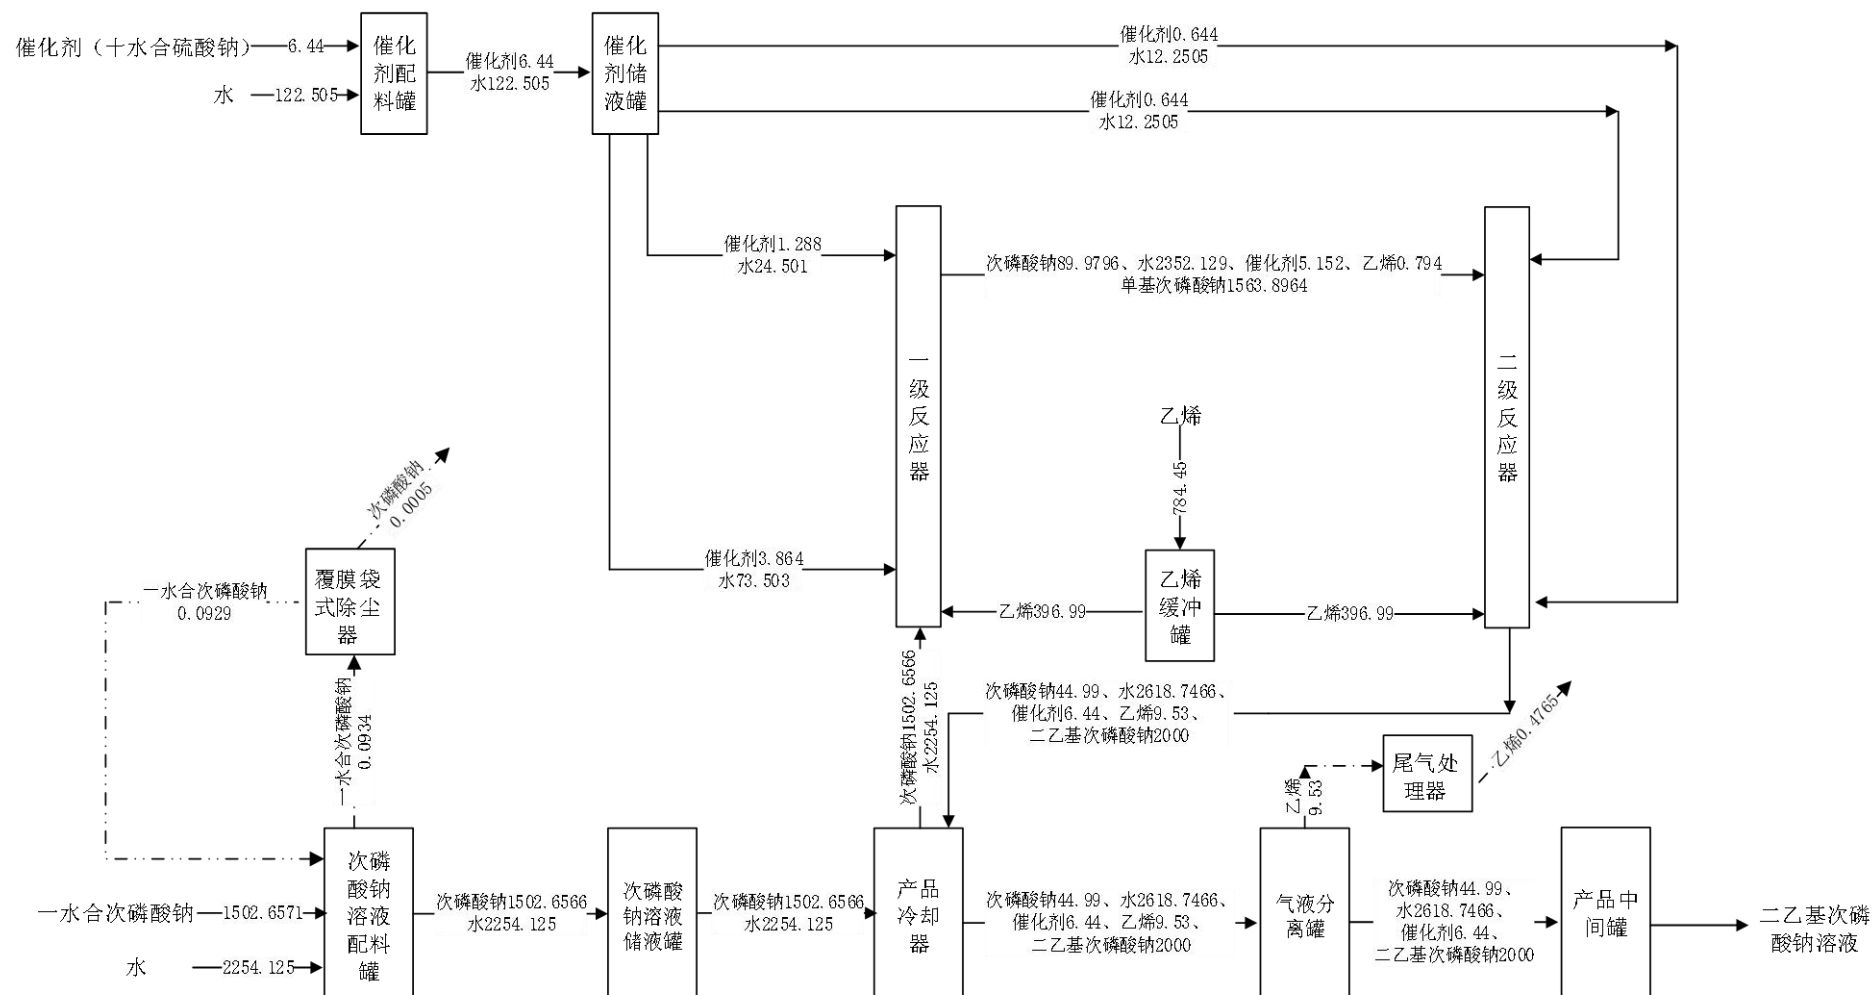 催化剂（十水合硫酸钠）
6.44
水
122.505
催化
剂配
料罐
催化剂6.44
水122.505
催化
剂储
液罐
催化剂0.644
水12.2505
催化剂0.644
水12.2505
催化剂1.288
水24.501
次磷酸钠89.9796、水2352.129、催化剂5.152、乙烯0.794
单基次磷酸钠1563.8964
一
级
反
应
器
二
级
反
应
器
乙烯
784.45
次磷酸钠
0.0005
催化剂3.864
水73.503
覆膜袋
式除尘
器
一水合次磷酸钠
0.0929
乙烯396.99
乙烯
缓冲
罐
乙烯396.99
一水合次磷酸钠
0.0934
次磷酸钠1502.6566
水2254.125
次磷酸钠44.99、水2618.7466、
催化剂6.44、乙烯9.53、
二乙基次磷酸钠2000
乙烯
9.53
尾气处
理器
乙烯0.4765
一水合次磷酸钠
1502.6571
水
2254.125
次磷
酸钠
溶液
配料
罐
次磷酸钠1502.6566
水2254.125
次磷酸
钠溶液
储液罐
次磷酸钠1502.6566
水2254.125
产品
冷却
器
次磷酸钠44.99、水2618.7466、
催化剂6.44、乙烯9.53、
二乙基次磷酸钠2000
气液分
离罐
次磷酸钠44.99、
水2618.7466、
催化剂6.44、
二乙基次磷酸钠2000
产品中
间罐
二乙基次磷
酸钠溶液